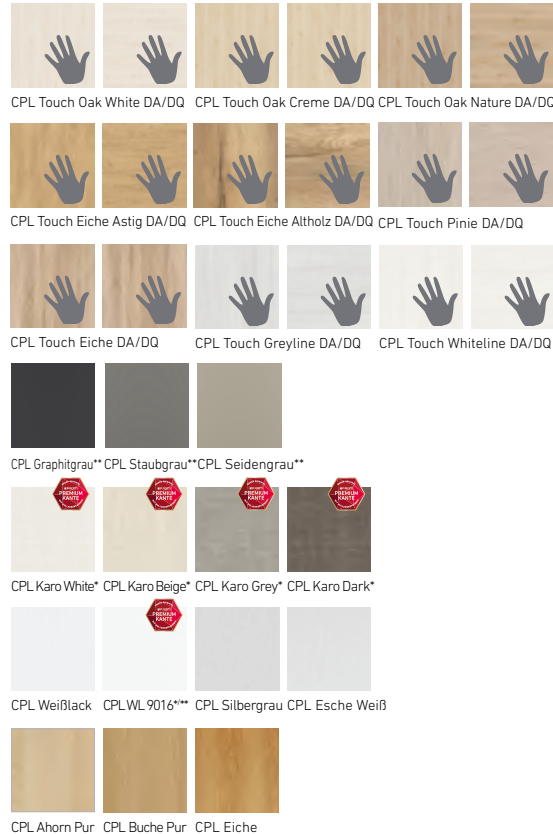 CPL Touch Oak White DA/DQ CPL Touch Oak Creme DA/DQ CPL Touch Oak Nature DA/DQ
CPL Touch Eiche Astig DA/DQ CPL Touch Eiche Altholz DA/DQ CPL Touch Pinie DA/DQ
CPL Touch Eiche DA/DQ CPL Touch Greyline DA/DQ CPL Touch Whiteline DA/DQ
CPL Graphitgrau** CPL Staubgrau** CPL Seidengrau**
PREMIUM KANTE PREMIUM KANTE PREMIUM KANTE PREMIUM KANTE
CPL Karo White* CPL Karo Beige* CPL Karo Grey* CPL Karo Dark*
PREMIUM KANTE
CPL Weißlack CPL WL 9016*/** CPL Silbergrau CPL Esche Weiß
CPL Ahorn Pur CPL Buche Pur CPL Eiche